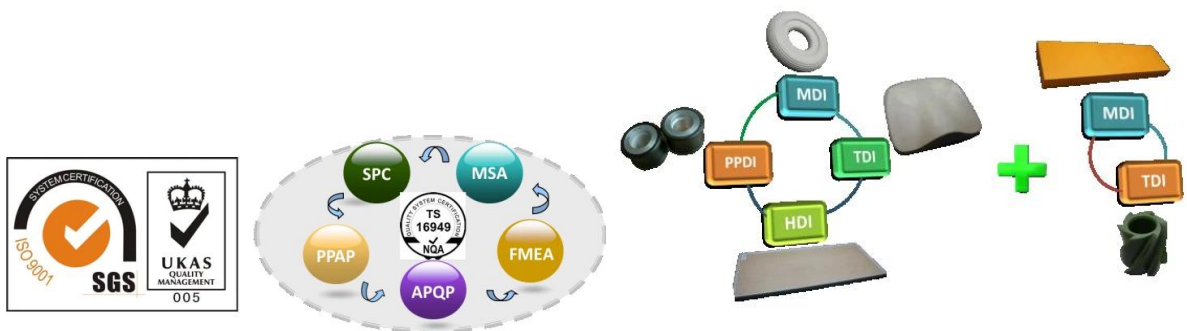 SYSTEM CERTIFICATION
ISO 9001
SGS
UKAS
QUALITY
MANAGEMENT
005
SPC
MSA
PPAP
FMEA
APQP
QUALITY SYSTEM CERTIFICATION
TS
16949
NQA
MDI
PPDI
TDI
HDI
MDI
TDI